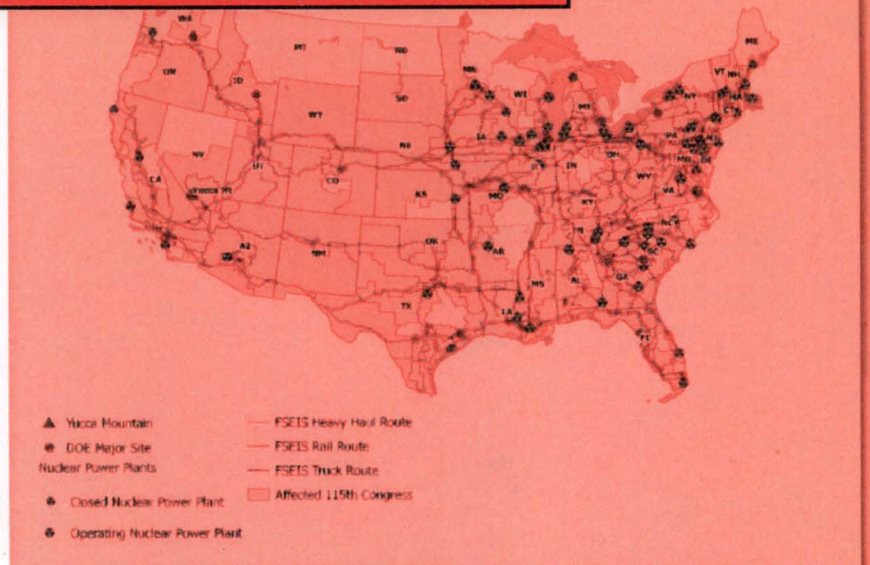 WA
MT
ND
ME
OR
ID
MN
VT NH
WI
NY
MA
SD
WY
MI
CT
IA
PA
NE
NV
OH
UT
IN
CO
MD DE
CA
WV
Yucca Mt
KS
MO
VA
KY
NC
TN
AZ
OK
NM
AR
SC
MS
AL
GA
TX
LA
FL
Yucca Mountain
DOE Major Site
Nuclear Power Plants
Closed Nuclear Power Plant
Operating Nuclear Power Plant
FSEIS Heavy Haul Route
FSEIS Rail Route
FSEIS Truck Route
Affected 115th Congress